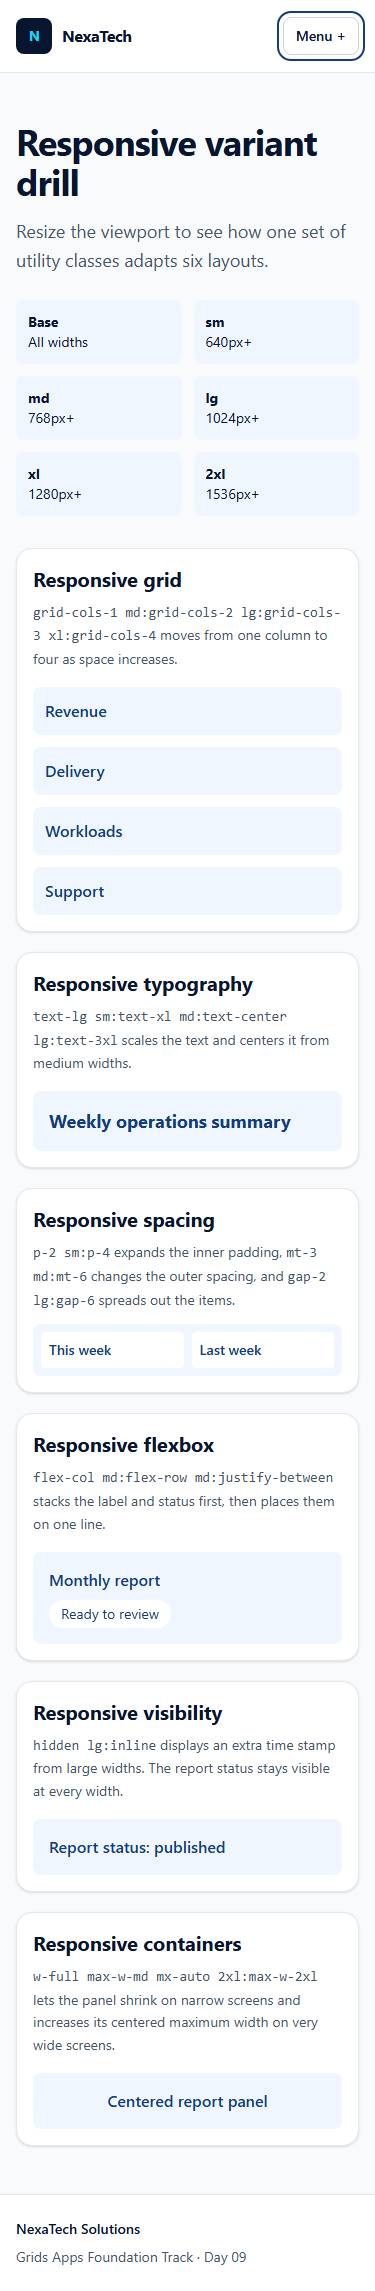 N NexaTech Menu +
Responsive variant
drill
Resize the viewport to see how one set of
utility classes adapts six layouts.
Base
All widths
sm
640px+
md
768px+
lg
1024px+
xl
1280px+
2xl
1536px+
Responsive grid
grid-cols-1 md:grid-cols-2 lg:grid-cols-
3 xl:grid-cols-4 moves from one column to
four as space increases.
Revenue
Delivery
Workloads
Support
Responsive typography
text-lg sm:text-xl md:text-center
lg:text-3xl scales the text and centers it from
medium widths.
Weekly operations summary
Responsive spacing
p-2 sm:p-4 expands the inner padding, mt-3
md:mt-6 changes the outer spacing, and gap-2
lg:gap-6 spreads out the items.
This week
Last week
Responsive flexbox
flex-col md:flex-row md:justify-between
stacks the label and status first, then places them
on one line.
Monthly report
Ready to review
Responsive visibility
hidden lg:inline displays an extra time stamp
from large widths. The report status stays visible
at every width.
Report status: published
Responsive containers
w-full max-w-md mx-auto 2xl:max-w-2xl
lets the panel shrink on narrow screens and
increases its centered maximum width on very
wide screens.
Centered report panel
NexaTech Solutions
Grids Apps Foundation Track · Day 09